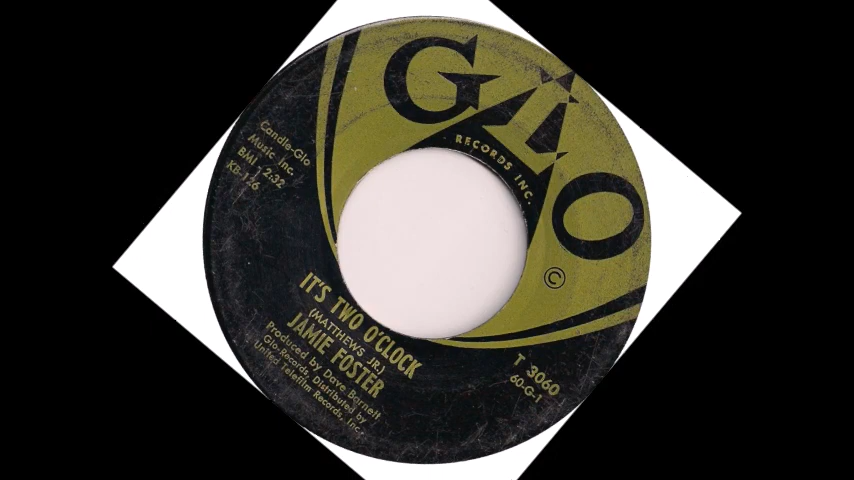 GLO
RECORDS INC.
©
Candle-Glo
Music Inc.
BMI 2:32
KB-126
T 3060
60-G-1
IT'S TWO O'CLOCK
(MATTHEWS JR.)
JAMIE FOSTER
Produced by Dave Barnett
Glo-Records, Distributed by
United Telefilm Records, Inc.